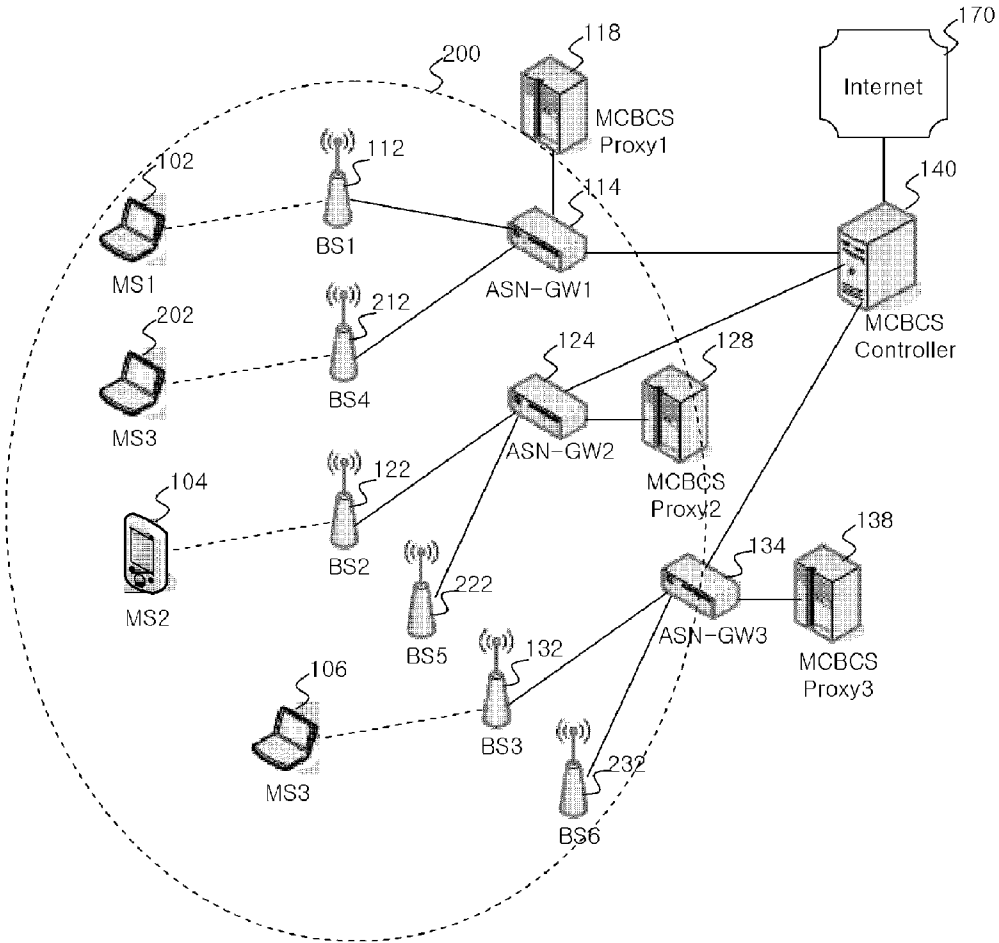 170
118
200
Internet
MCBCS
Proxy1
102
112
114
140
BS1
MS1
ASN-GW1
212
MCBCS
Controller
202
124
128
BS4
MS3
ASN-GW2
122
104
MCBCS
Proxy2
138
134
BS2
222
MS2
ASN-GW3
BS5
132
MCBCS
Proxy3
106
BS3
232
MS3
BS6